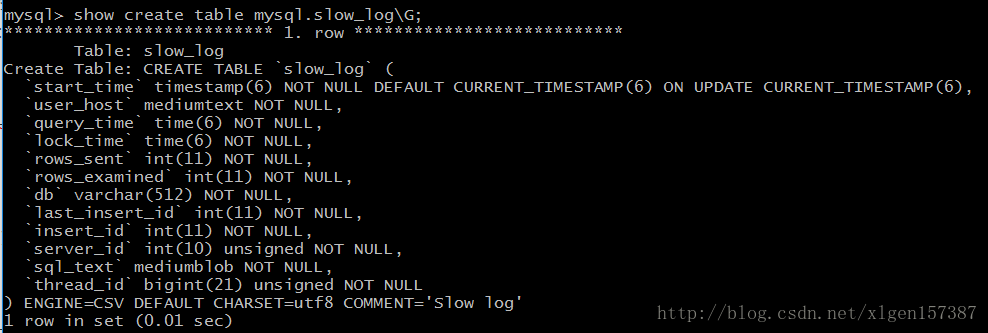 mysql> show create table mysql.slow_log\G;
*************************** 1. row ***************************
       Table: slow_log
Create Table: CREATE TABLE `slow_log` (
  `start_time` timestamp(6) NOT NULL DEFAULT CURRENT_TIMESTAMP(6) ON UPDATE CURRENT_TIMESTAMP(6),
  `user_host` mediumtext NOT NULL,
  `query_time` time(6) NOT NULL,
  `lock_time` time(6) NOT NULL,
  `rows_sent` int(11) NOT NULL,
  `rows_examined` int(11) NOT NULL,
  `db` varchar(512) NOT NULL,
  `last_insert_id` int(11) NOT NULL,
  `insert_id` int(11) NOT NULL,
  `server_id` int(10) unsigned NOT NULL,
  `sql_text` mediumblob NOT NULL,
  `thread_id` bigint(21) unsigned NOT NULL
) ENGINE=CSV DEFAULT CHARSET=utf8 COMMENT='Slow log'
1 row in set (0.01 sec)
http://blog.csdn.net/xlgen157387